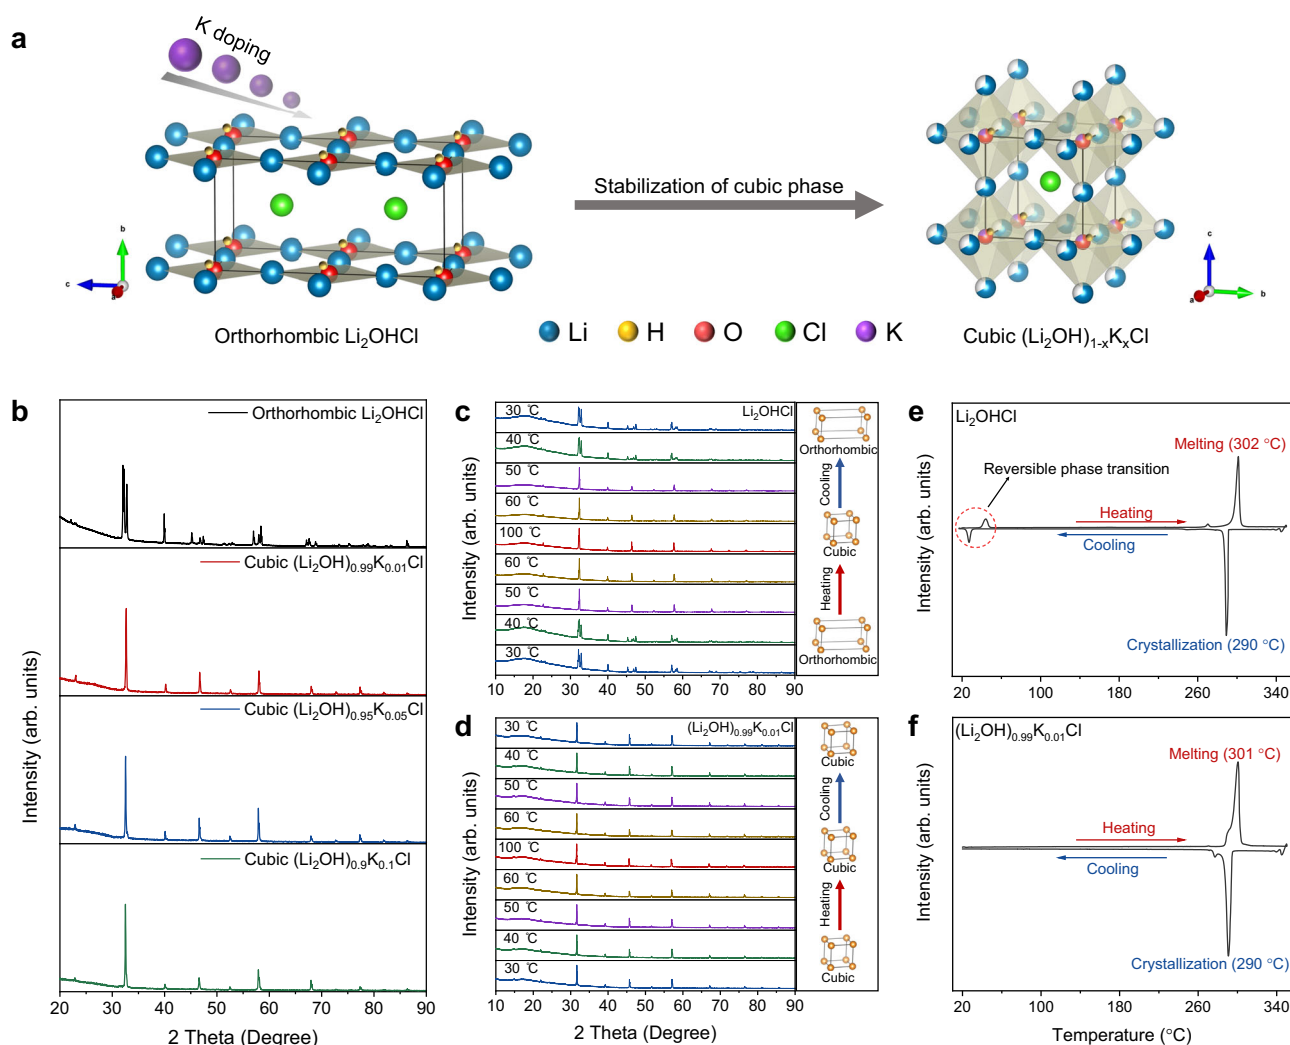 a
K doping
Stabilization of cubic phase
b
c
a
c
a
b
Orthorhombic Li₂OHCl
Li
H
O
Cl
K
Cubic (Li₂OH)₁₋ₓKₓCl
b
Orthorhombic Li₂OHCl
Cubic (Li₂OH)₀.₉₉K₀.₀₁Cl
Cubic (Li₂OH)₀.₉₅K₀.₀₅Cl
Cubic (Li₂OH)₀.₉K₀.₁Cl
Intensity (arb. units)
20 30 40 50 60 70 80 90
2 Theta (Degree)
c
Li₂OHCl
30 ℃
40 ℃
50 ℃
60 ℃
100 ℃
60 ℃
50 ℃
40 ℃
30 ℃
Intensity (arb. units)
10 20 30 40 50 60 70 80 90
Orthorhombic
Cooling
Cubic
Heating
Orthorhombic
d
(Li₂OH)₀.₉₉K₀.₀₁Cl
30 ℃
40 ℃
50 ℃
60 ℃
100 ℃
60 ℃
50 ℃
40 ℃
30 ℃
Intensity (arb. units)
10 20 30 40 50 60 70 80 90
2 Theta (Degree)
Cubic
Cooling
Cubic
Heating
Cubic
e
Li₂OHCl
Melting (302 °C)
Reversible phase transition
Heating
Cooling
Crystallization (290 °C)
Intensity (arb. units)
20 100 180 260 340
f
(Li₂OH)₀.₉₉K₀.₀₁Cl
Melting (301 °C)
Heating
Cooling
Crystallization (290 °C)
Intensity (arb. units)
20 100 180 260 340
Temperature (°C)